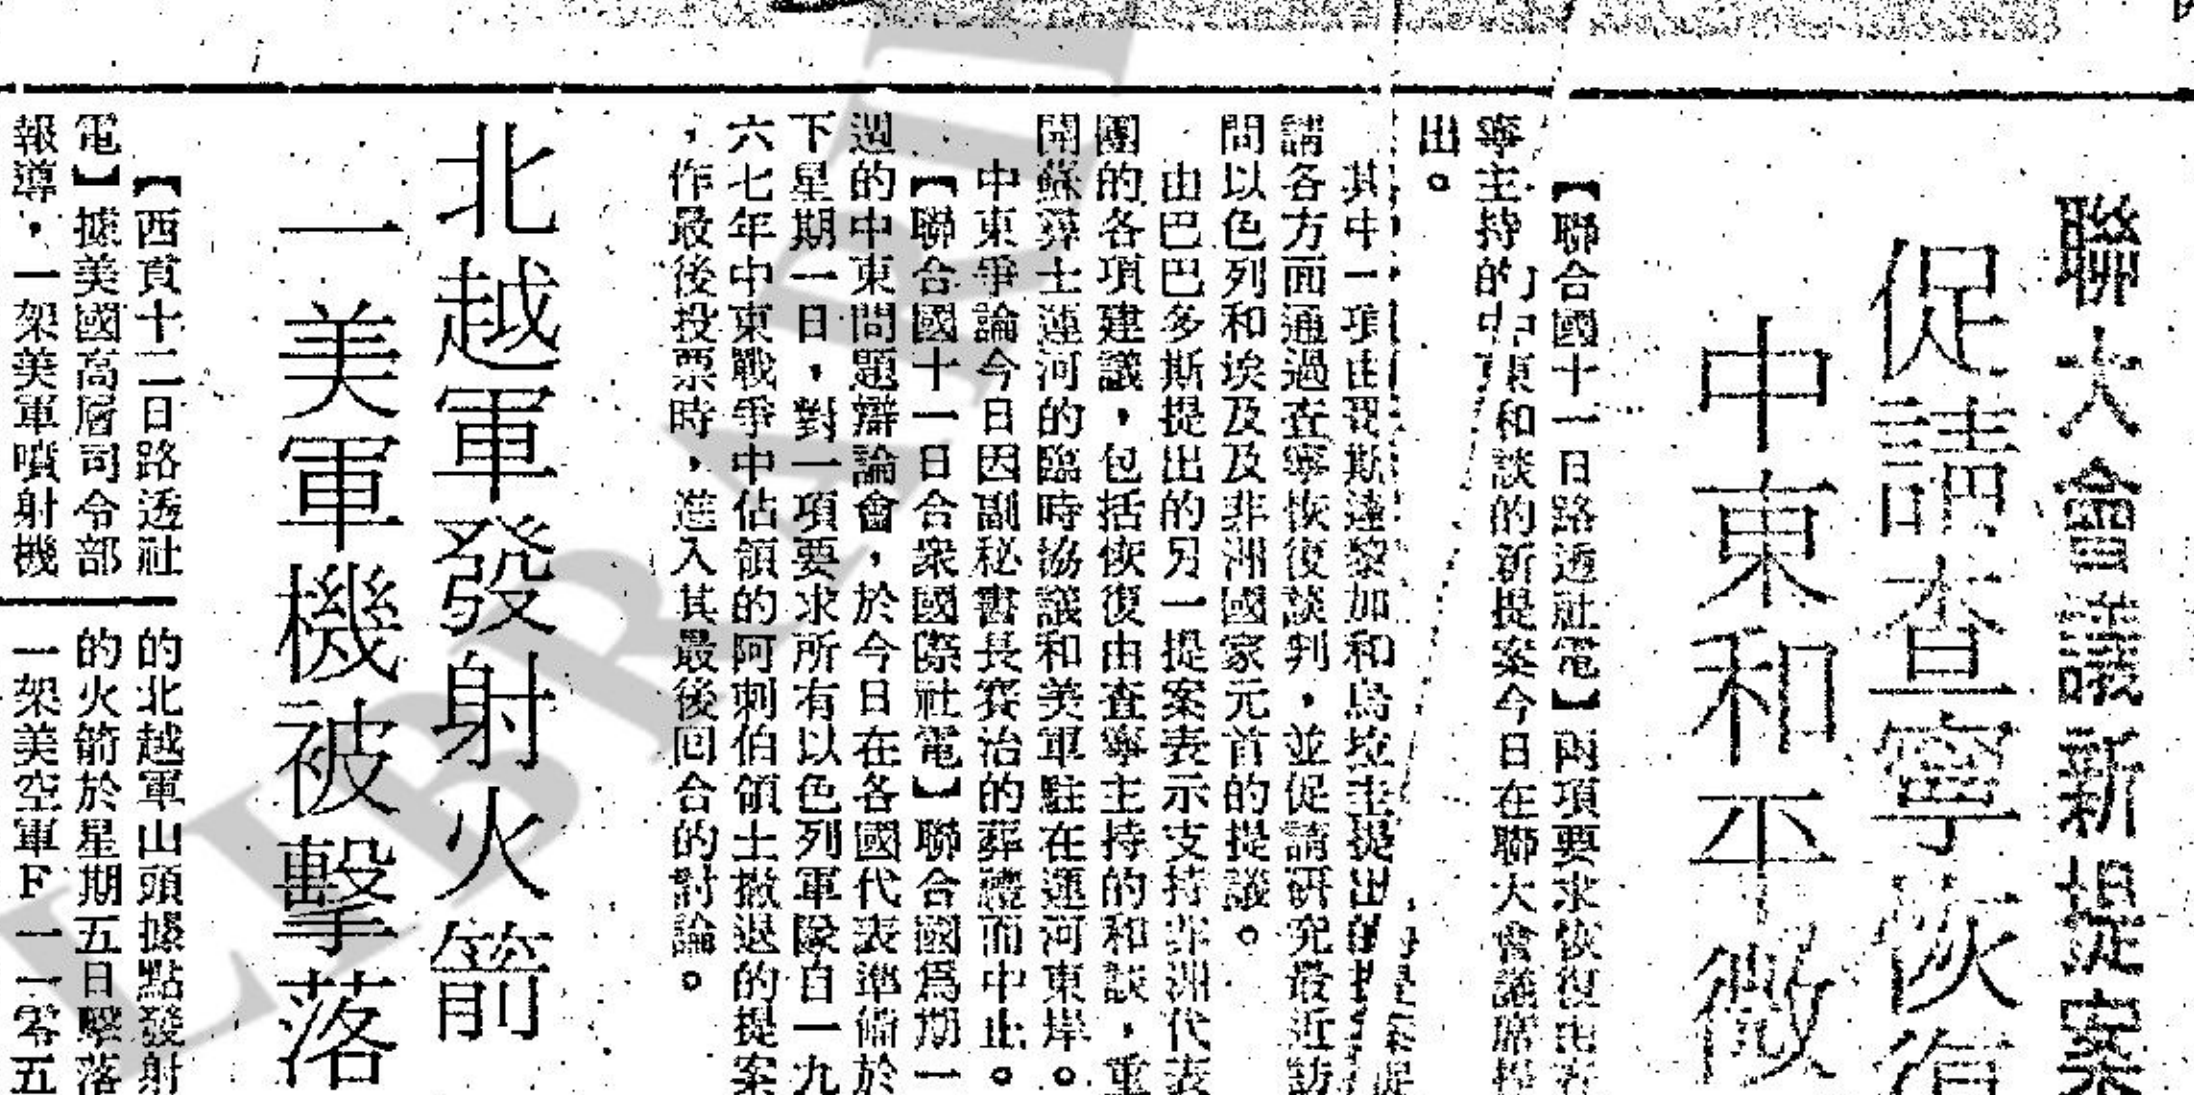 聯大會議新提案
促請查寧恢復
中東和平徵
【聯合國十一日路透社電】兩項要求恢復由查
寧主持的中東和談的新提案今日在聯大會議席提
出。
其中一項由哥斯達黎加和烏拉圭提出的提案促
請各方面通過查寧恢復談判，並促請研究最近訪
問以色列和埃及及非洲國家元首的提議。
由巴巴多斯提出的另一提案表示支持非洲代表
團的各項建議，包括恢復由查寧主持的和談，重
開蘇彝士運河的臨時協議和美軍駐在運河東岸。
中東爭論今日因副秘書長賽治的葬禮而中止。
【聯合國十一日合衆國際社電】聯合國爲期一
週的中東問題辯論會，於今日在各國代表準備於
下星期一日，對一項要求所有以色列軍隊自一九
六七年中東戰爭中佔領的阿刺伯領土撤退的提案
，作最後投票時，進入其最後回合的討論。
北越軍發射火箭
一美軍機被擊落
【西貢十二日路透社
電】據美國高層司令部
報導，一架美軍噴射機
的北越軍山頭據點發射
的火箭於星期五日擊落
一架美空軍F一一零五
LIBRARI